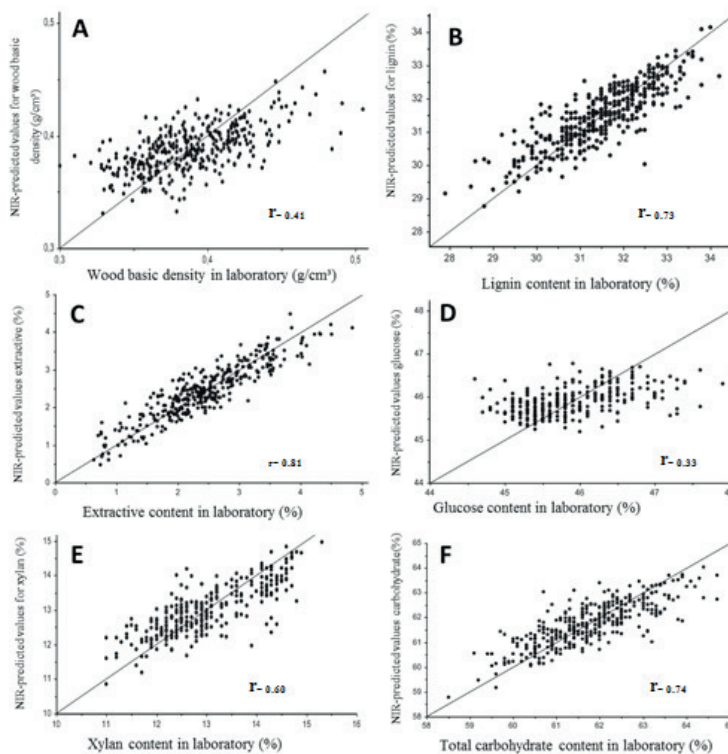 A
NIR-predicted values for wood basic
density (g/cm³)
0,5
0,4
0,3
r– 0.41
0,3 0,4 0,5
Wood basic density in laboratory (g/cm³)
B
NIR-predicted values for lignin (%)
34
33
32
31
30
29
28
r– 0.73
28 29 30 31 32 33 34
Lignin content in laboratory (%)
C
NIR-predicted values extractive (%)
5
4
3
2
1
0
r– 0.81
0 1 2 3 4 5
Extractive content in laboratory (%)
D
NIR-predicted values glucose (%)
48
47
46
45
44
r– 0.33
44 45 46 47
Glucose content in laboratory (%)
E
NIR-predicted values for xylan (%)
15
14
13
12
11
10
r– 0.60
10 11 12 13 14 15 16
Xylan content in laboratory (%)
F
NIR-predicted values carbohydrate(%)
65
64
63
62
61
60
59
58
r– 0.74
58 59 60 61 62 63 64 65
Total carbohydrate content in laboratory (%)